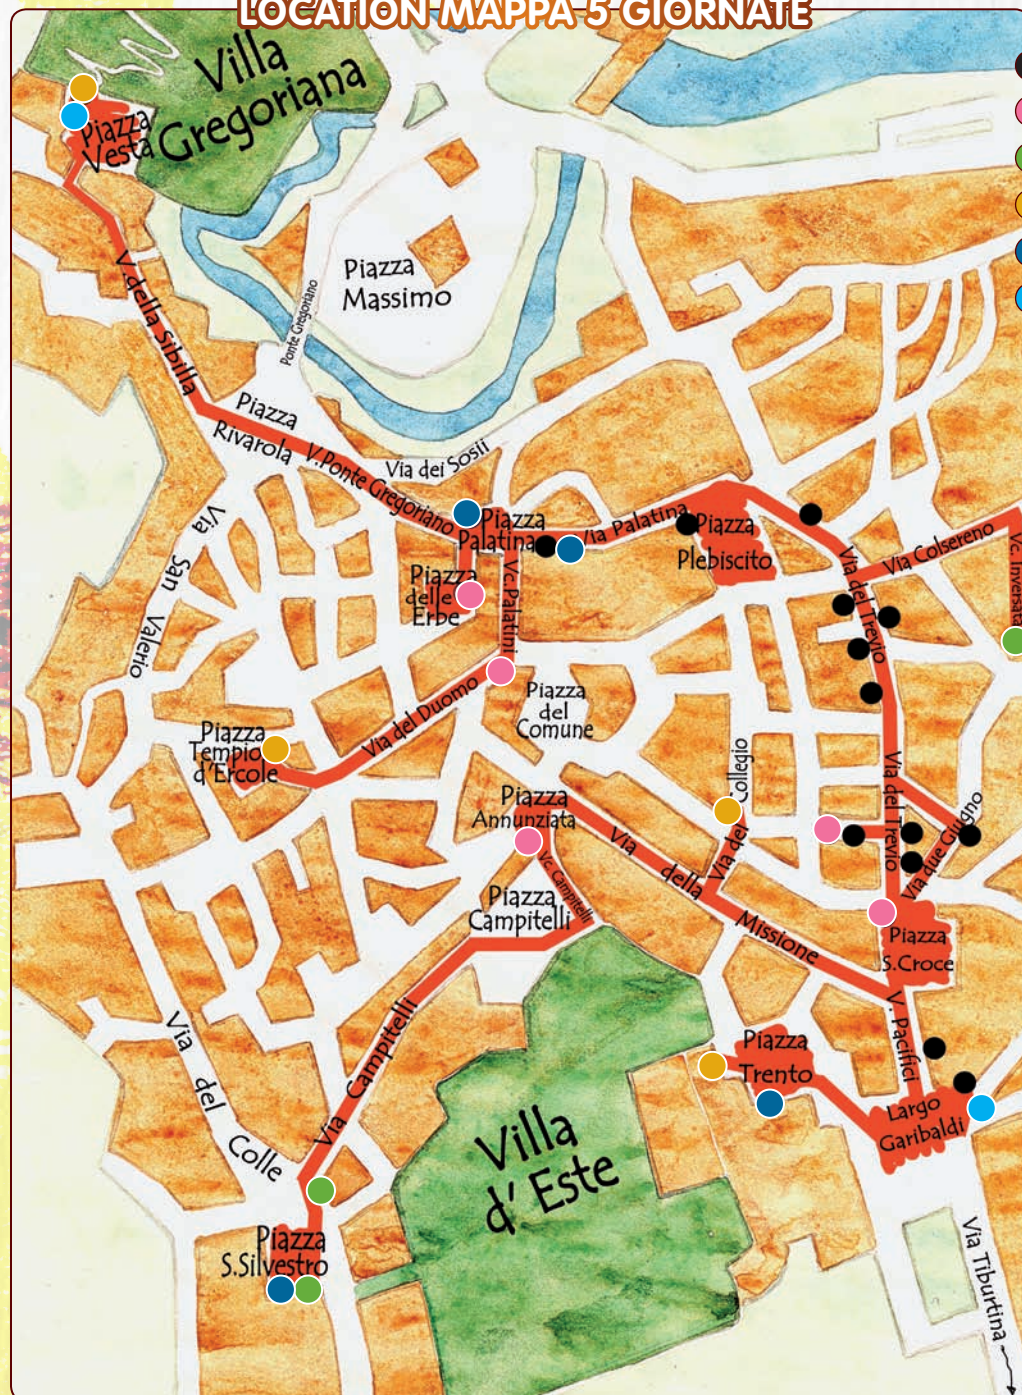 LOCATION MAPPA 5 GIORNATE
Villa
Gregoriana
Piazza
Vesta
Piazza
Massimo
Ponte Gregoriano
V.della Sibilla
Piazza
Rivarola
V.Ponte Gregoriano
Via dei Sosii
Piazza
Palatina
Via Palatina
Piazza
Plebiscito
Via Colsereno
Vc. Inversata
Via del Trevio
Piazza
delle
Erbe
Vc.Palatini
Via
San
Valerio
Piazza
del
Comune
Via del Duomo
Piazza
Tempio
d'Ercole
Piazza
Annunziata
Via del Collegio
Via del Trevio
Via due Giugno
Via
della
Missione
Vc Campitelli
Piazza
Campitelli
Piazza
S.Croce
V. Pacifici
Via Campitelli
Via
del
Colle
Piazza
Trento
Largo
Garibaldi
Villa
d' Este
Piazza
S.Silvestro
Via Tiburtina